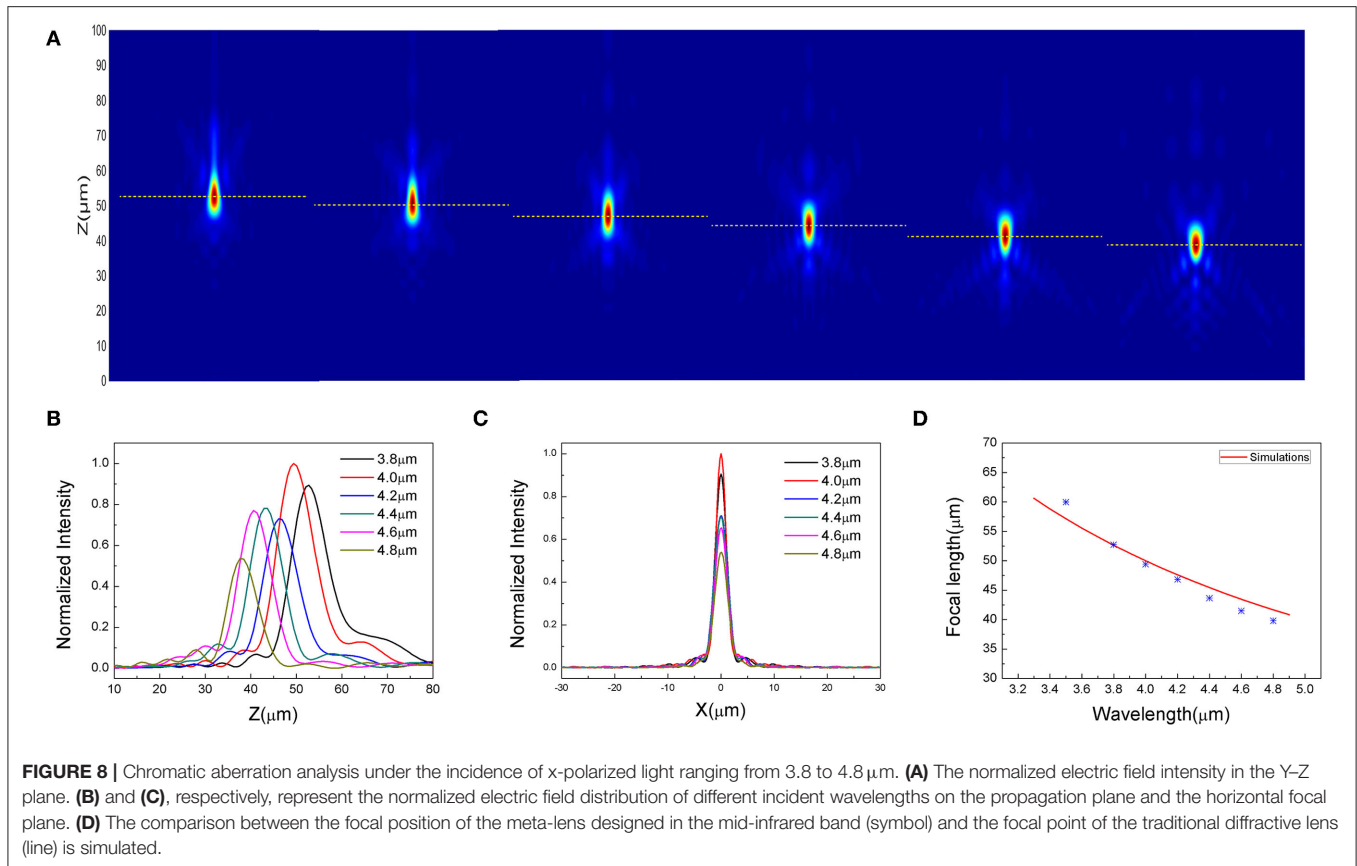 A
100
90
80
70
60
50
40
30
20
10
0
Z(μm)
B
1.0
0.8
0.6
0.4
0.2
0.0
Normalized Intensity
3.8μm
4.0μm
4.2μm
4.4μm
4.6μm
4.8μm
10 20 30 40 50 60 70 80
Z(μm)
C
1.0
0.8
0.6
0.4
0.2
0.0
Normalized Intensity
3.8μm
4.0μm
4.2μm
4.4μm
4.6μm
4.8μm
-30 -20 -10 0 10 20 30
X(μm)
D
70
65
60
55
50
45
40
35
30
Focal length(μm)
Simulations
3.2 3.4 3.6 3.8 4.0 4.2 4.4 4.6 4.8 5.0
Wavelength(μm)
FIGURE 8 | Chromatic aberration analysis under the incidence of x-polarized light ranging from 3.8 to 4.8 μm. (A) The normalized electric field intensity in the Y–Z
plane. (B) and (C), respectively, represent the normalized electric field distribution of different incident wavelengths on the propagation plane and the horizontal focal
plane. (D) The comparison between the focal position of the meta-lens designed in the mid-infrared band (symbol) and the focal point of the traditional diffractive lens
(line) is simulated.